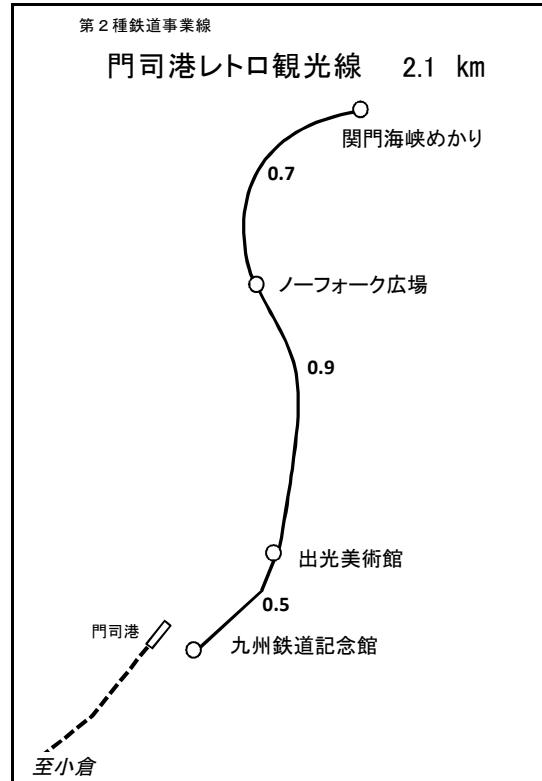 第２種鉄道事業線
門司港レトロ観光線　2.1 km
関門海峡めかり
0.7
ノーフォーク広場
0.9
出光美術館
0.5
門司港
九州鉄道記念館
至小倉